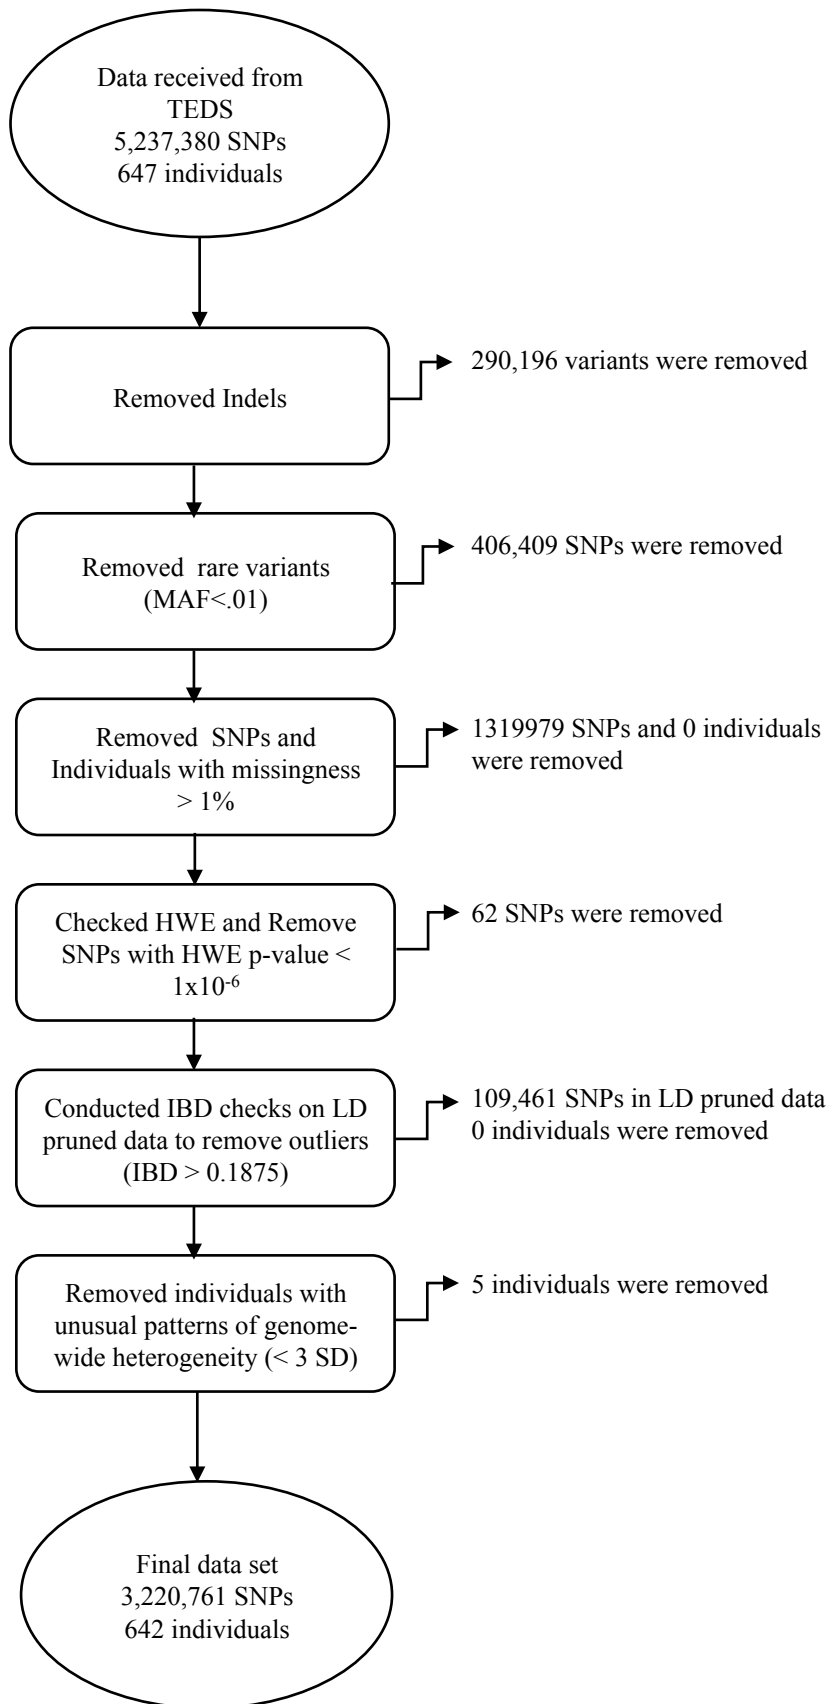 Data received from
TEDS
5,237,380 SNPs
647 individuals
Removed Indels
290,196 variants were removed
Removed  rare variants
(MAF<.01)
406,409 SNPs were removed
Removed  SNPs and
Individuals with missingness
> 1%
1319979 SNPs and 0 individuals
were removed
Checked HWE and Remove
SNPs with HWE p-value <
1x10⁻⁶
62 SNPs were removed
Conducted IBD checks on LD
pruned data to remove outliers
(IBD > 0.1875)
109,461 SNPs in LD pruned data
0 individuals were removed
Removed individuals with
unusual patterns of genome-
wide heterogeneity (< 3 SD)
5 individuals were removed
Final data set
3,220,761 SNPs
642 individuals